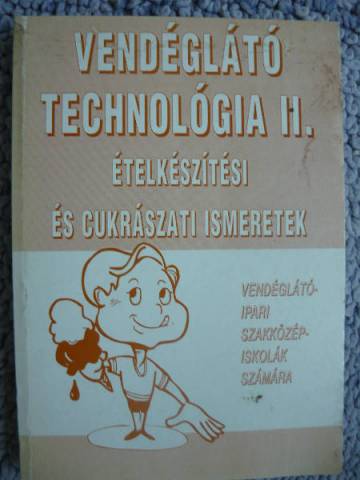 VENDÉGLÁTÓ
TECHNOLÓGIA II.
ÉTELKÉSZÍTÉSI
ÉS CUKRÁSZATI ISMERETEK
VENDÉGLÁTÓ-
IPARI
SZAKKÖZÉP-
ISKOLÁK
SZÁMÁRA